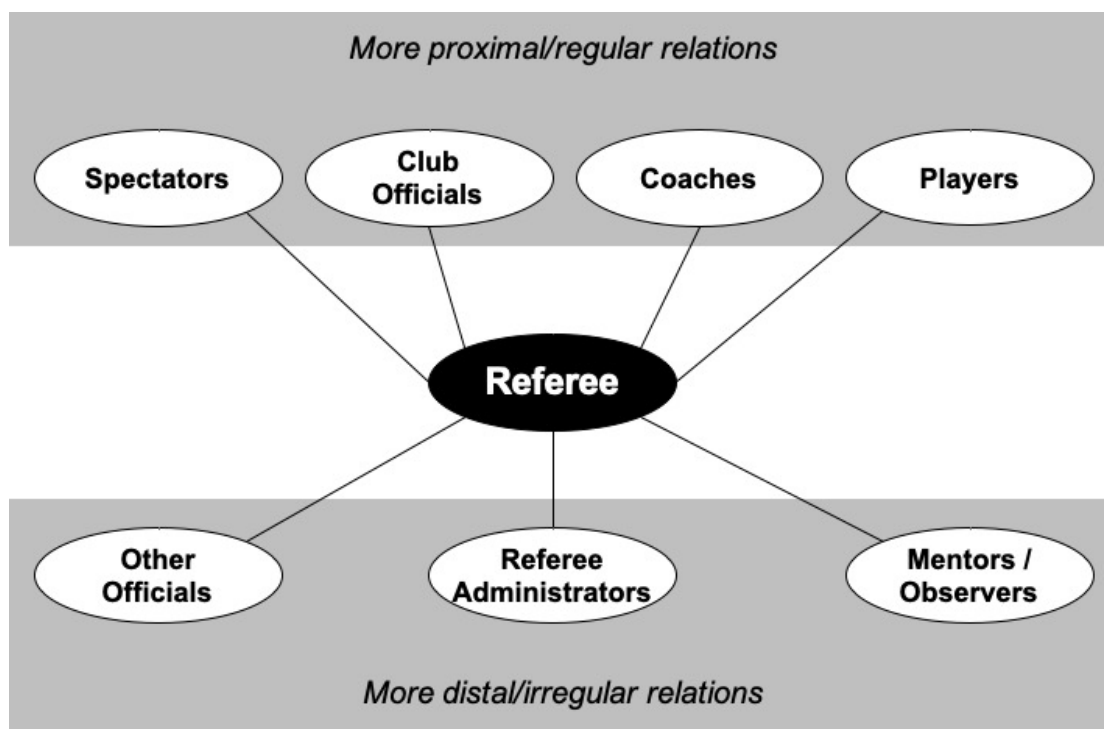 More proximal/regular relations
Spectators
Club
Officials
Coaches
Players
Referee
Other
Officials
Referee
Administrators
Mentors /
Observers
More distal/irregular relations